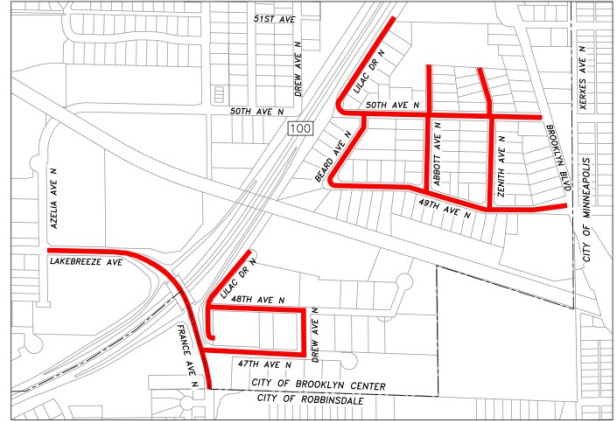 51ST AVE
DREW AVE N
LILAC DR N
XERXES AVE N
50TH AVE N
50TH AVE N
100
BEARD AVE N
ABBOTT AVE N
ZENITH AVE N
BROOKLYN BLVD
AZELIA AVE N
49TH AVE N
CITY OF MINNEAPOLIS
LAKEBREEZE AVE
LILAC DR N
48TH AVE N
DREW AVE N
FRANCE AVE N
47TH AVE N
CITY OF BROOKLYN CENTER
CITY OF ROBBINSDALE